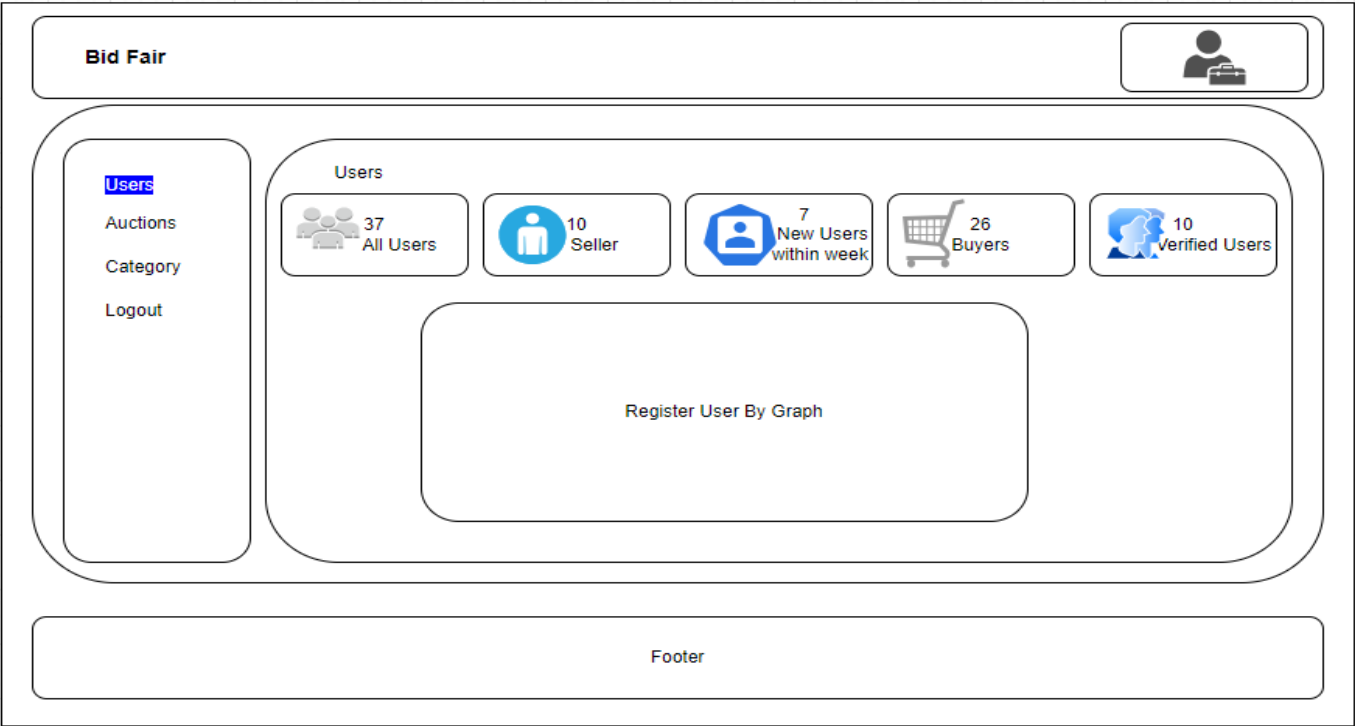 Bid Fair
Users
Auctions
Category
Logout
Users
37
All Users
10
Seller
7
New Users
within week
26
Buyers
10
Verified Users
Register User By Graph
Footer